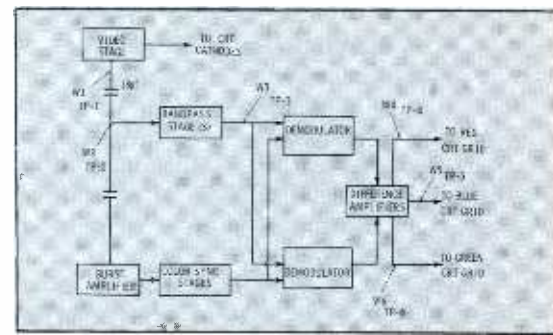 VIDEO
STAGE
TO CRT
CATHODES
W1
TP-1
W2
TP-2
BANDPASS
STAGE(S)
W3
TP-3
DEMODULATOR
W4
TP-4
TO RED
CRT GRID
DIFFERENCE
AMPLIFIERS
W5
TP-5
TO BLUE
CRT GRID
BURST
AMPLIFIER
COLOR SYNC
STAGES
DEMODULATOR
W6
TP-6
TO GREEN
CRT GRID